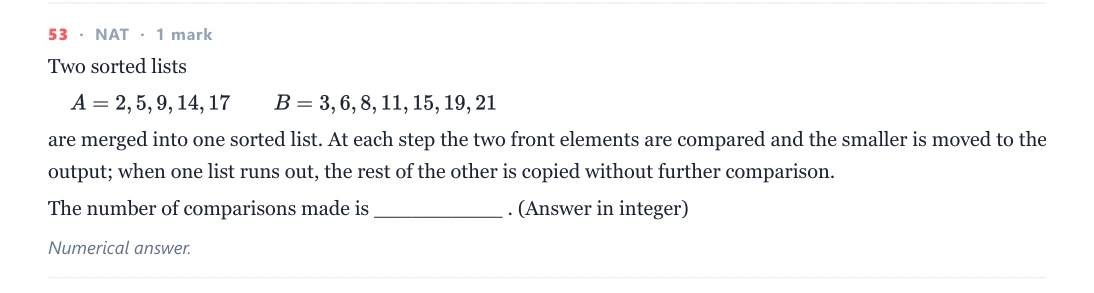 53 · NAT · 1 mark
Two sorted lists
A = 2, 5, 9, 14, 17 B = 3, 6, 8, 11, 15, 19, 21
are merged into one sorted list. At each step the two front elements are compared and the smaller is moved to the
output; when one list runs out, the rest of the other is copied without further comparison.
The number of comparisons made is ____________ . (Answer in integer)
Numerical answer.